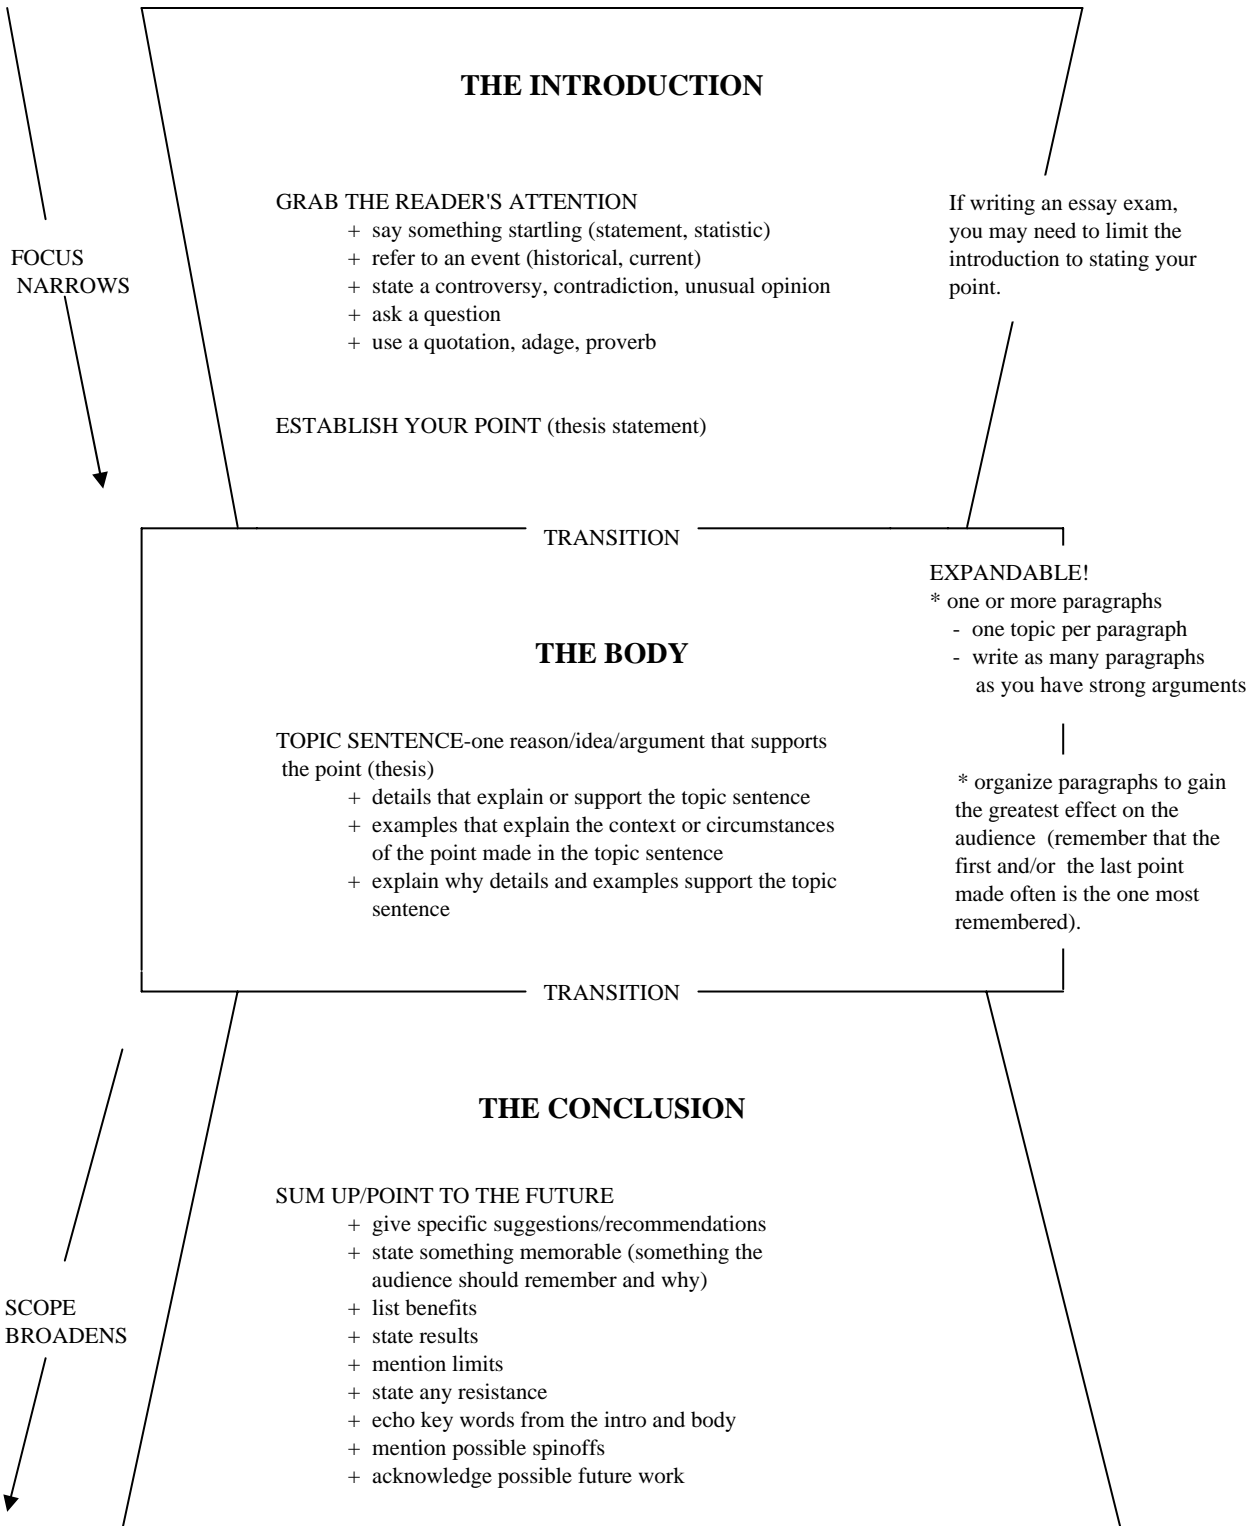 THE INTRODUCTION
GRAB THE READER'S ATTENTION
+ say something startling (statement, statistic)
+ refer to an event (historical, current)
+ state a controversy, contradiction, unusual opinion
+ ask a question
+ use a quotation, adage, proverb
ESTABLISH YOUR POINT (thesis statement)
If writing an essay exam,
you may need to limit the
introduction to stating your
point.
FOCUS
NARROWS
TRANSITION
THE BODY
TOPIC SENTENCE-one reason/idea/argument that supports
the point (thesis)
+ details that explain or support the topic sentence
+ examples that explain the context or circumstances
of the point made in the topic sentence
+ explain why details and examples support the topic
sentence
EXPANDABLE!
* one or more paragraphs
- one topic per paragraph
- write as many paragraphs
as you have strong arguments
* organize paragraphs to gain
the greatest effect on the
audience (remember that the
first and/or the last point
made often is the one most
remembered).
TRANSITION
THE CONCLUSION
SUM UP/POINT TO THE FUTURE
+ give specific suggestions/recommendations
+ state something memorable (something the
audience should remember and why)
+ list benefits
+ state results
+ mention limits
+ state any resistance
+ echo key words from the intro and body
+ mention possible spinoffs
+ acknowledge possible future work
SCOPE
BROADENS